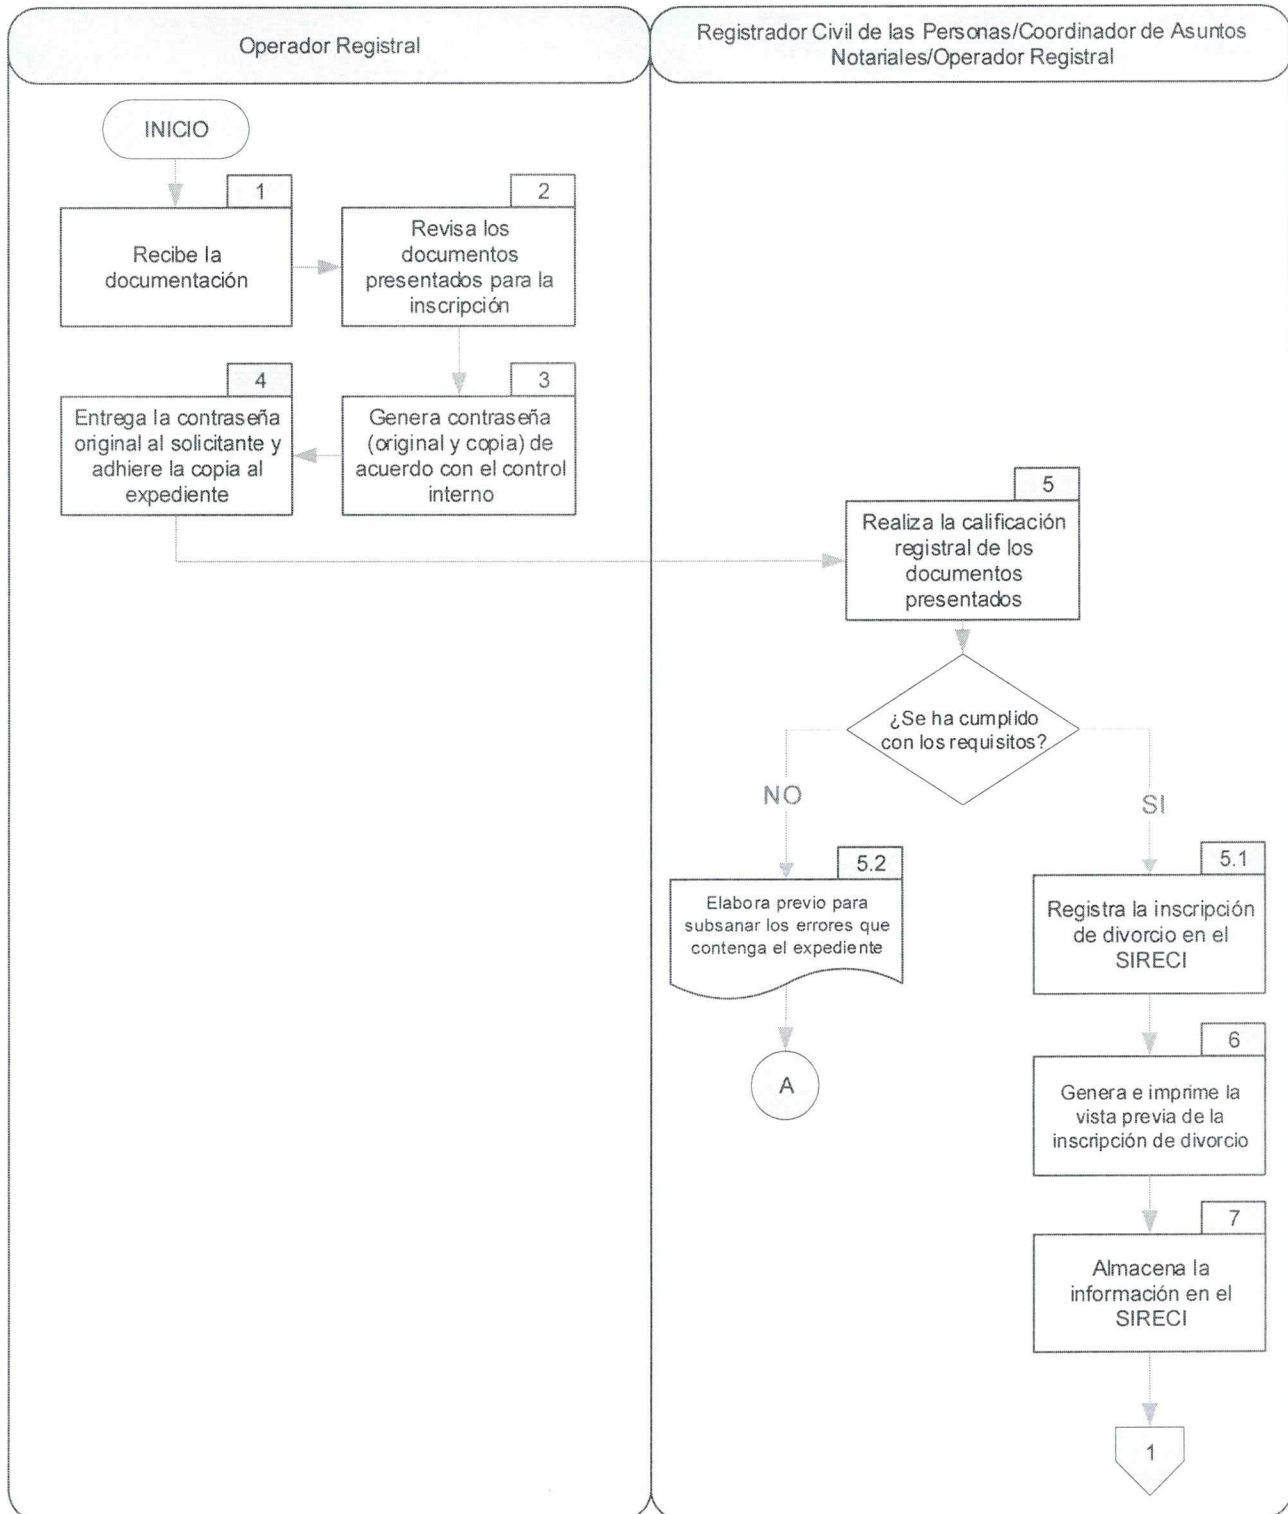 Operador Registral
Registrador Civil de las Personas/Coordinador de Asuntos
Notariales/Operador Registral
INICIO
1
Recibe la
documentación
2
Revisa los
documentos
presentados para la
inscripción
4
Entrega la contraseña
original al solicitante y
adhiere la copia al
expediente
3
Genera contraseña
(original y copia) de
acuerdo con el control
interno
5
Realiza la calificación
registral de los
documentos
presentados
¿Se ha cumplido
con los requisitos?
NO
SI
5.2
Elabora previo para
subsanar los errores que
contenga el expediente
5.1
Registra la inscripción
de divorcio en el
SIRECI
A
6
Genera e imprime la
vista previa de la
inscripción de divorcio
7
Almacena la
información en el
SIRECI
1